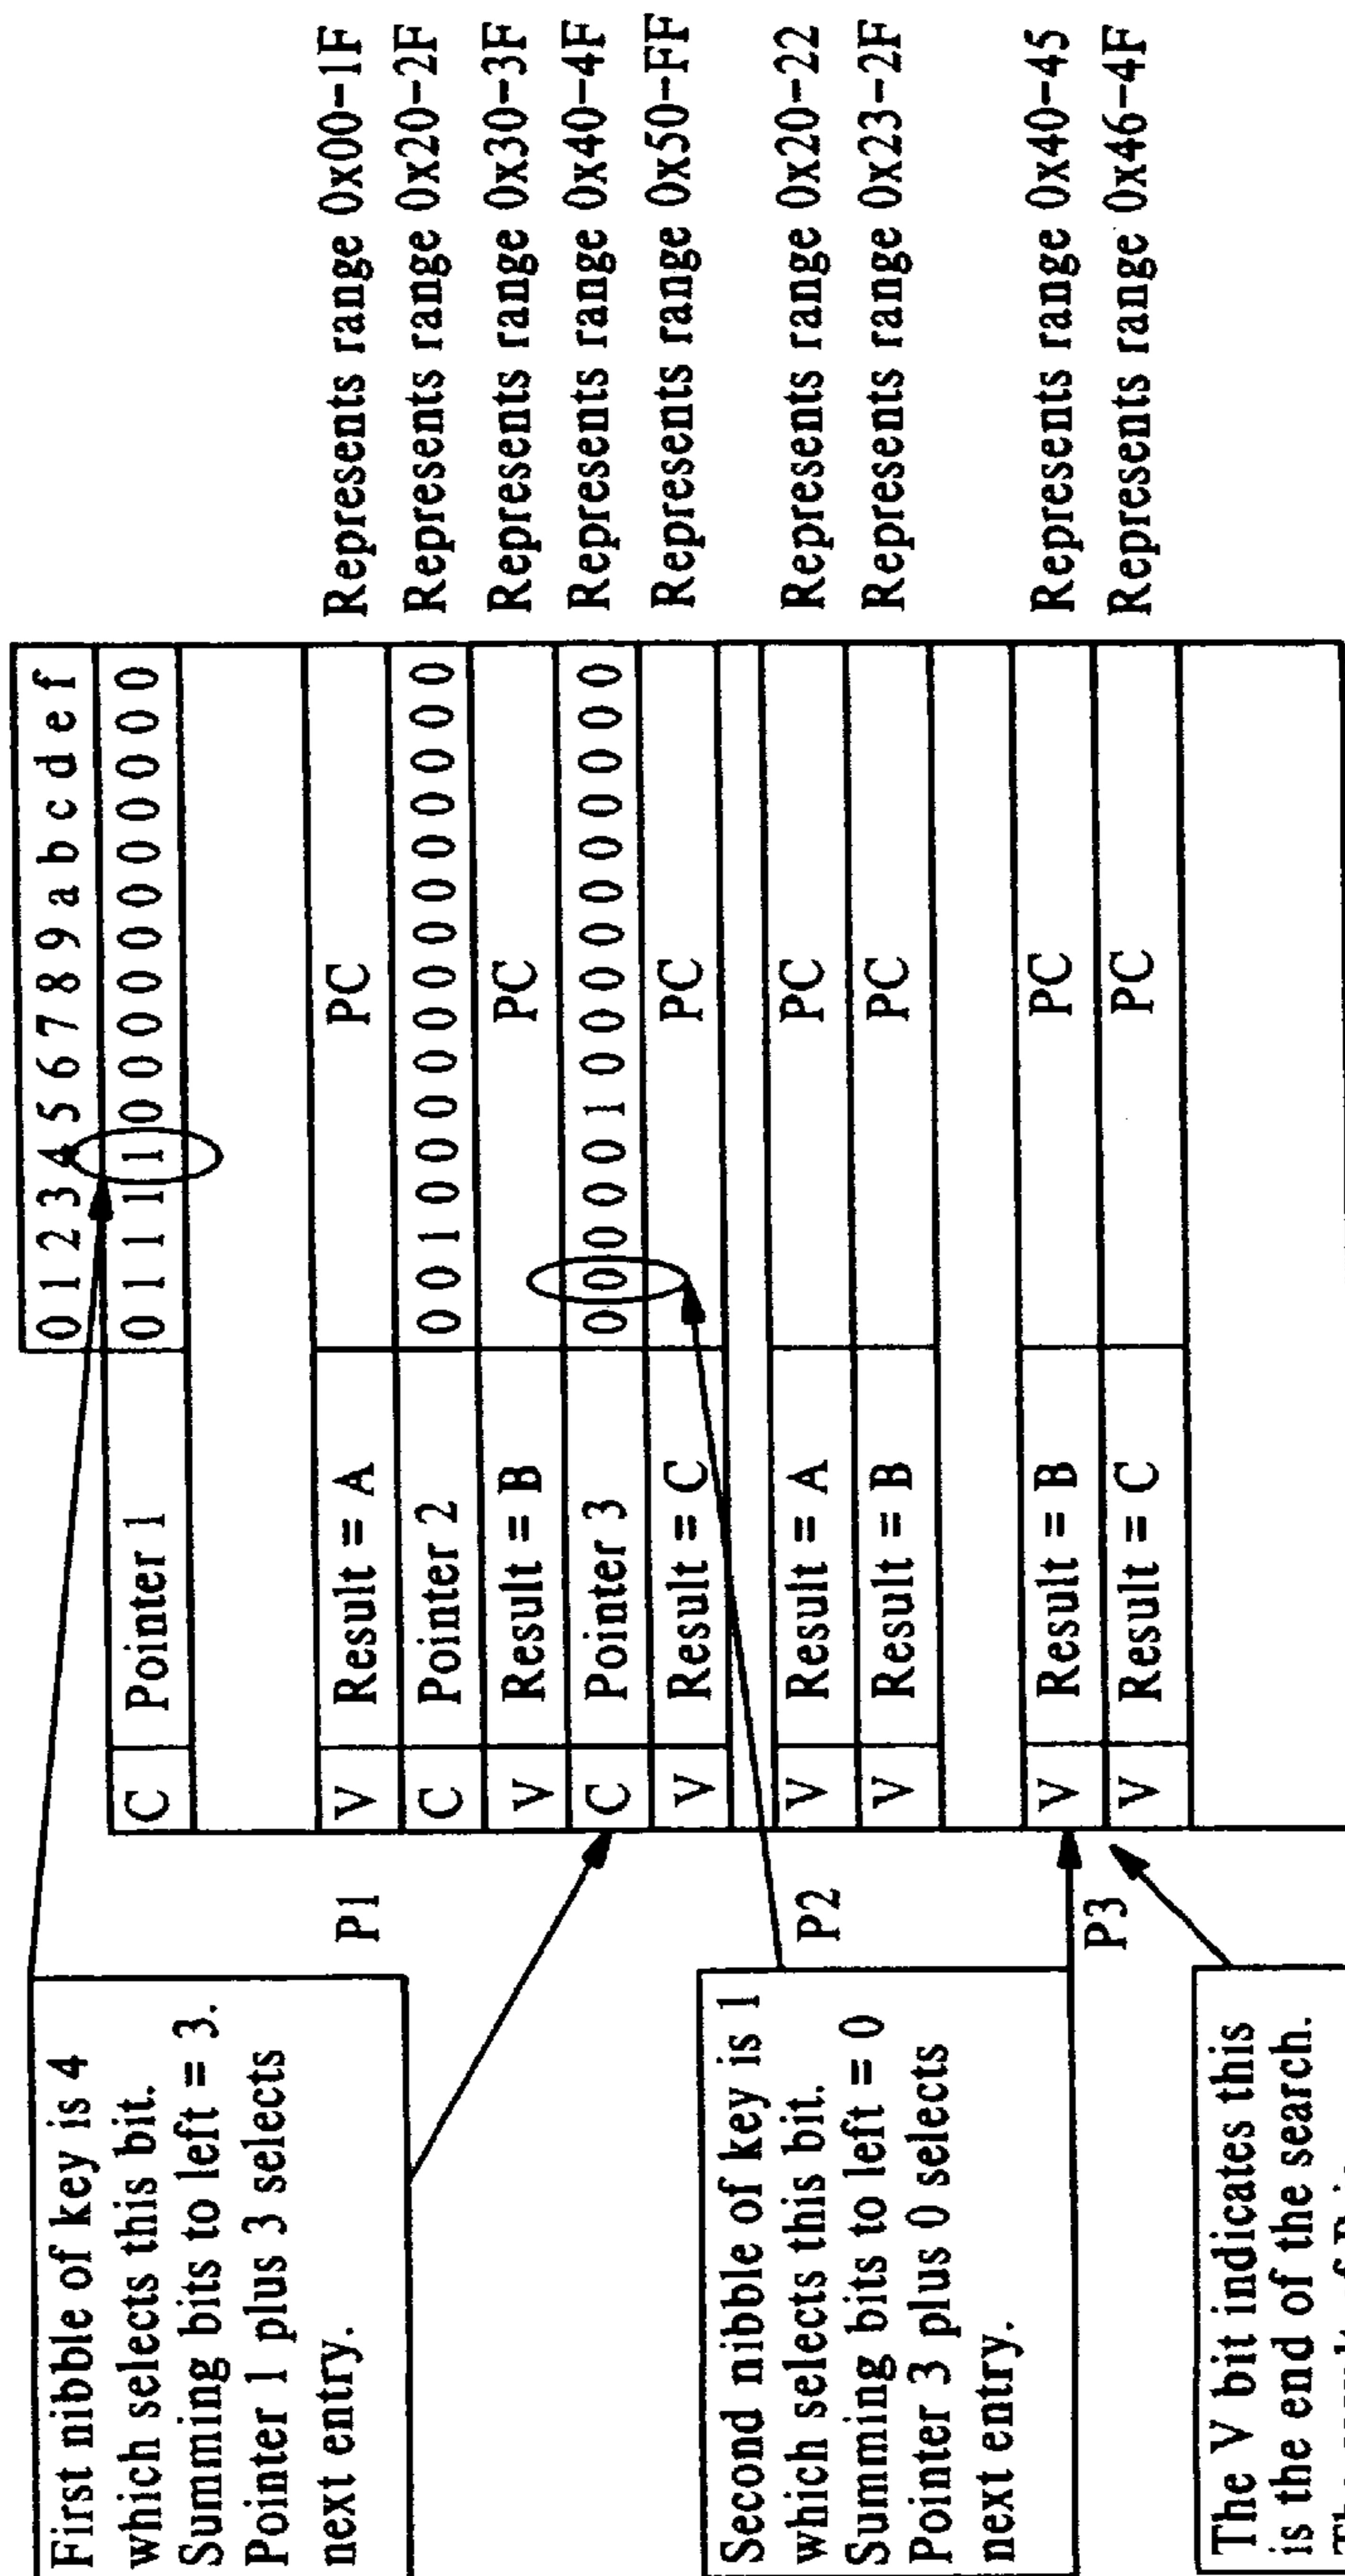 0 1 2 3 4 5 6 7 8 9 a b c d e f
C Pointer 1 0 1 1 1 1 0 0 0 0 0 0 0 0 0 0 0
V Result = A PC Represents range 0x00-1F
C Pointer 2 0 0 1 0 0 0 0 0 0 0 0 0 0 0 0 0
Represents range 0x20-2F
V Result = B PC Represents range 0x30-3F
C Pointer 3 0 0 0 0 0 1 0 0 0 0 0 0 0 0 0 0
Represents range 0x40-4F
V Result = C PC Represents range 0x50-FF
V Result = A PC Represents range 0x20-22
V Result = B PC Represents range 0x23-2F
V Result = B PC Represents range 0x40-45
V Result = C PC Represents range 0x46-4F
P1
P2
P3
First nibble of key is 4
which selects this bit.
Summing bits to left = 3.
Pointer 1 plus 3 selects
next entry.
Second nibble of key is 1
which selects this bit.
Summing bits to left = 0
Pointer 3 plus 0 selects
next entry.
The V bit indicates this
is the end of the search.